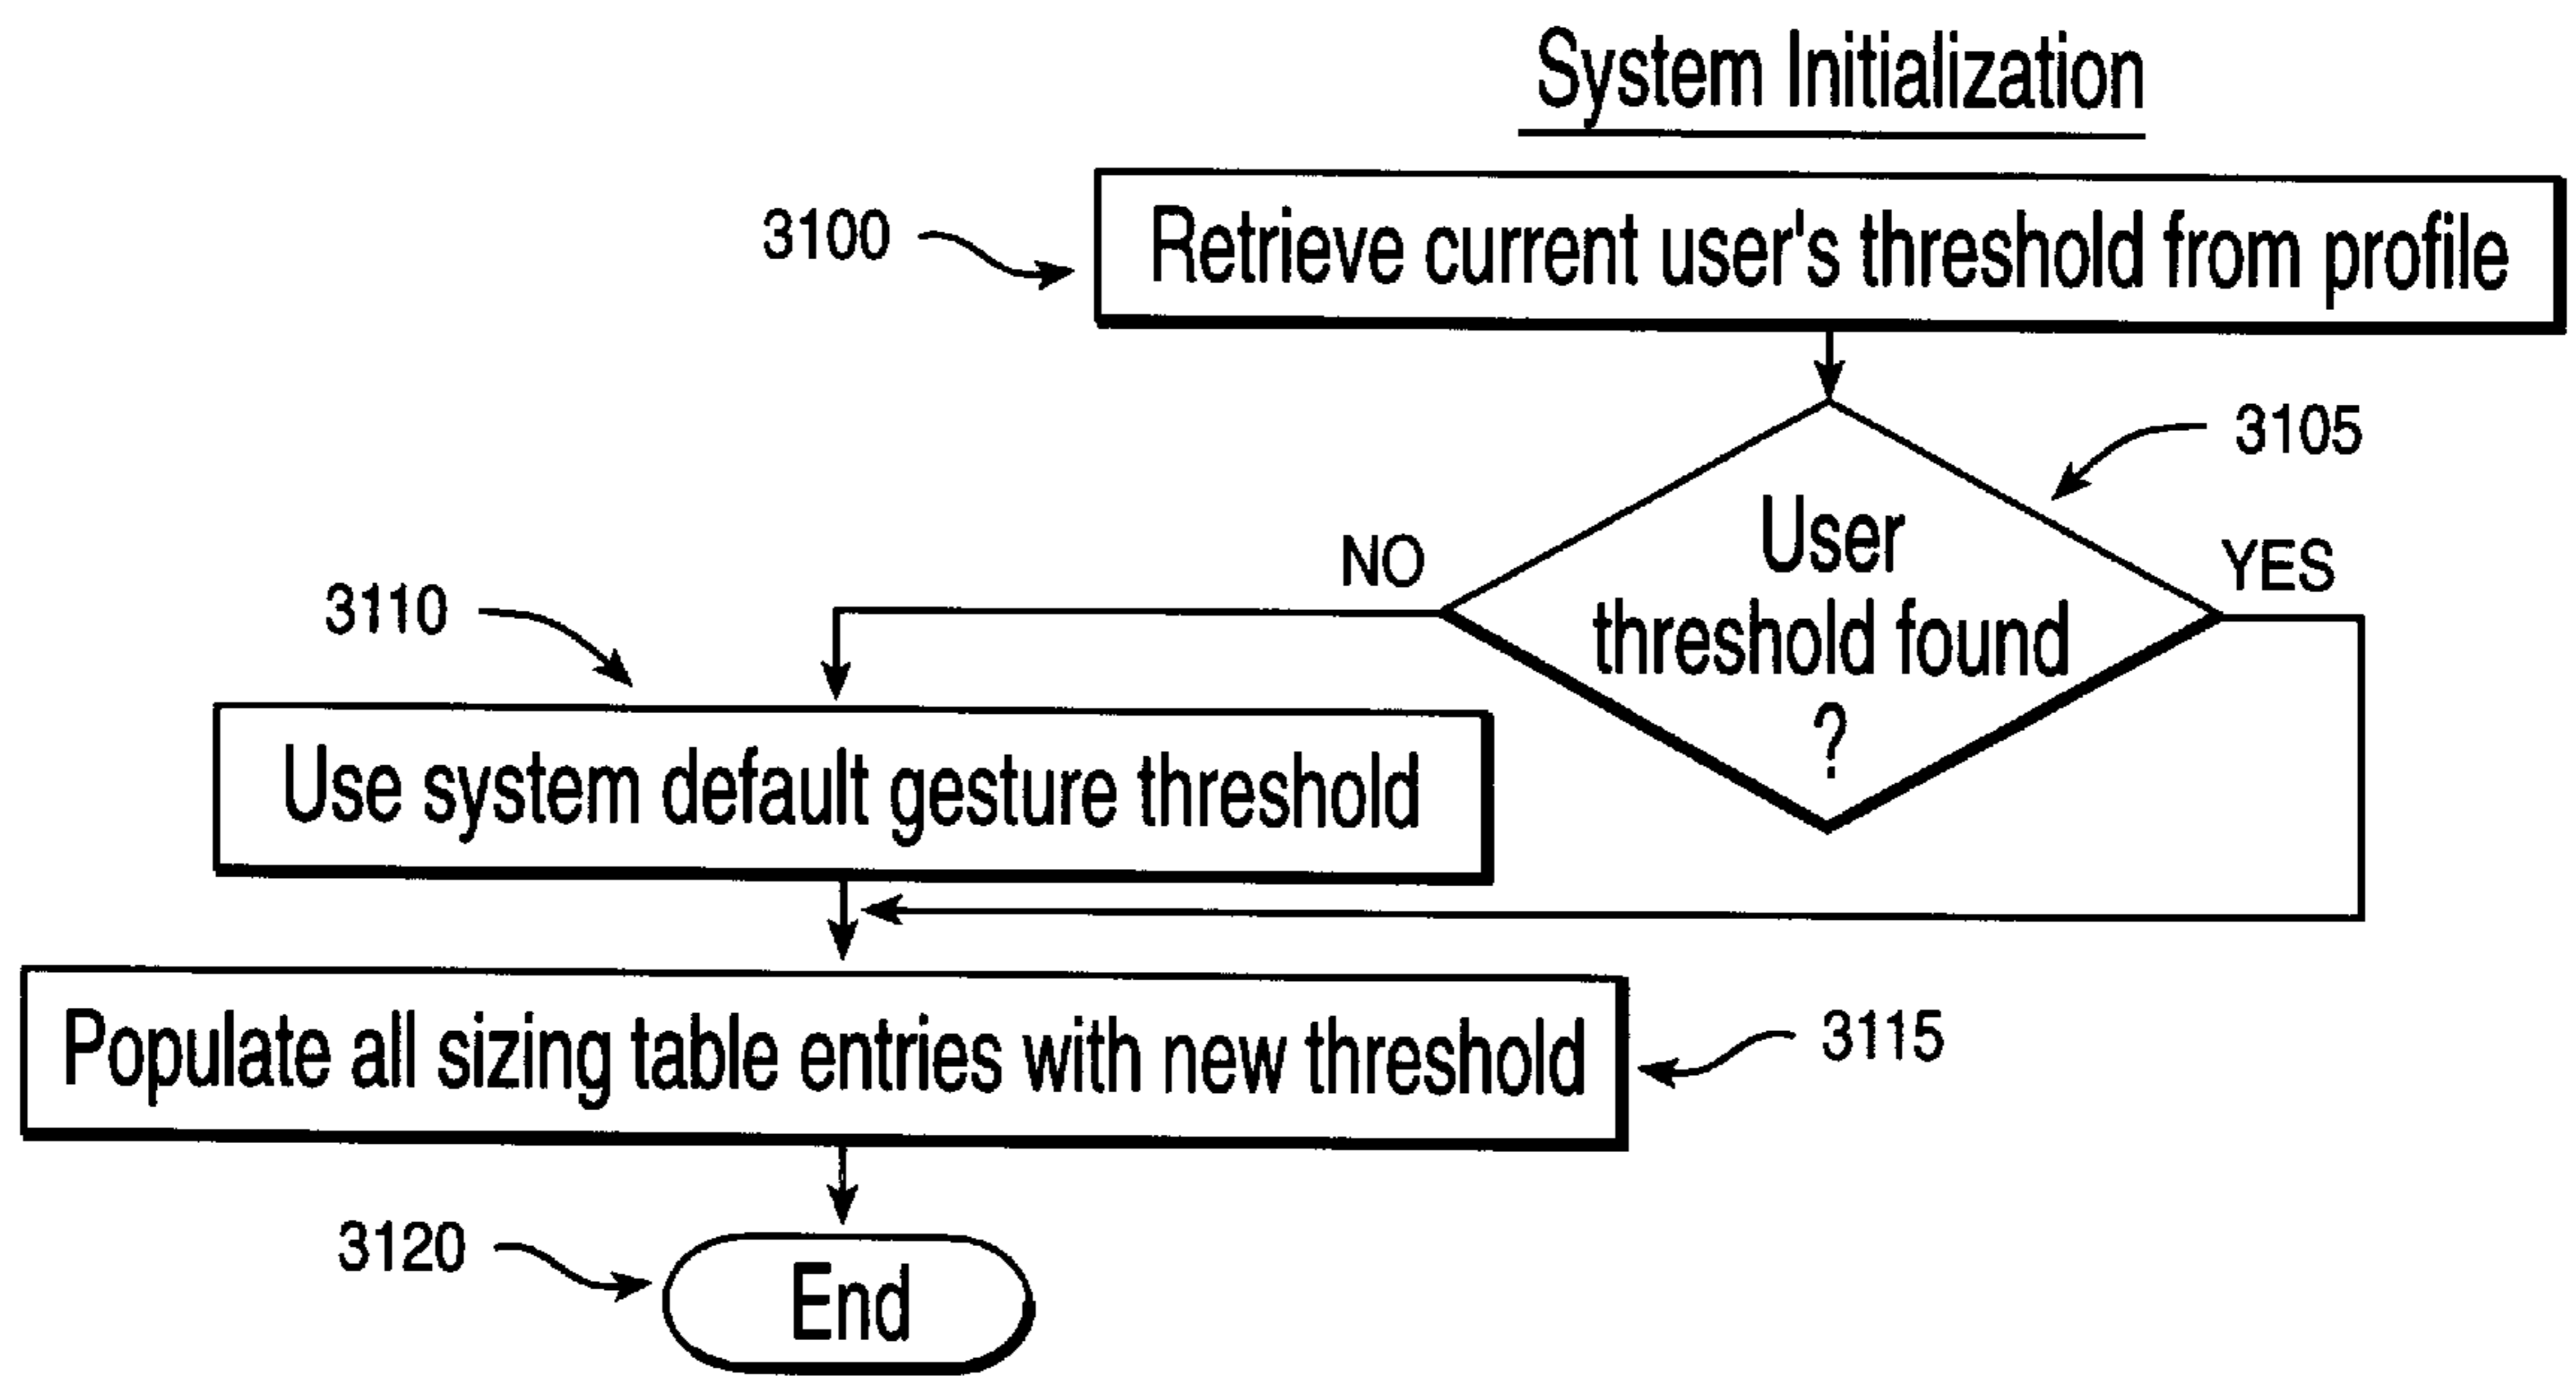 System Initialization
3100
Retrieve current user's threshold from profile
3105
User
threshold found
?
NO
YES
3110
Use system default gesture threshold
Populate all sizing table entries with new threshold
3115
3120
End